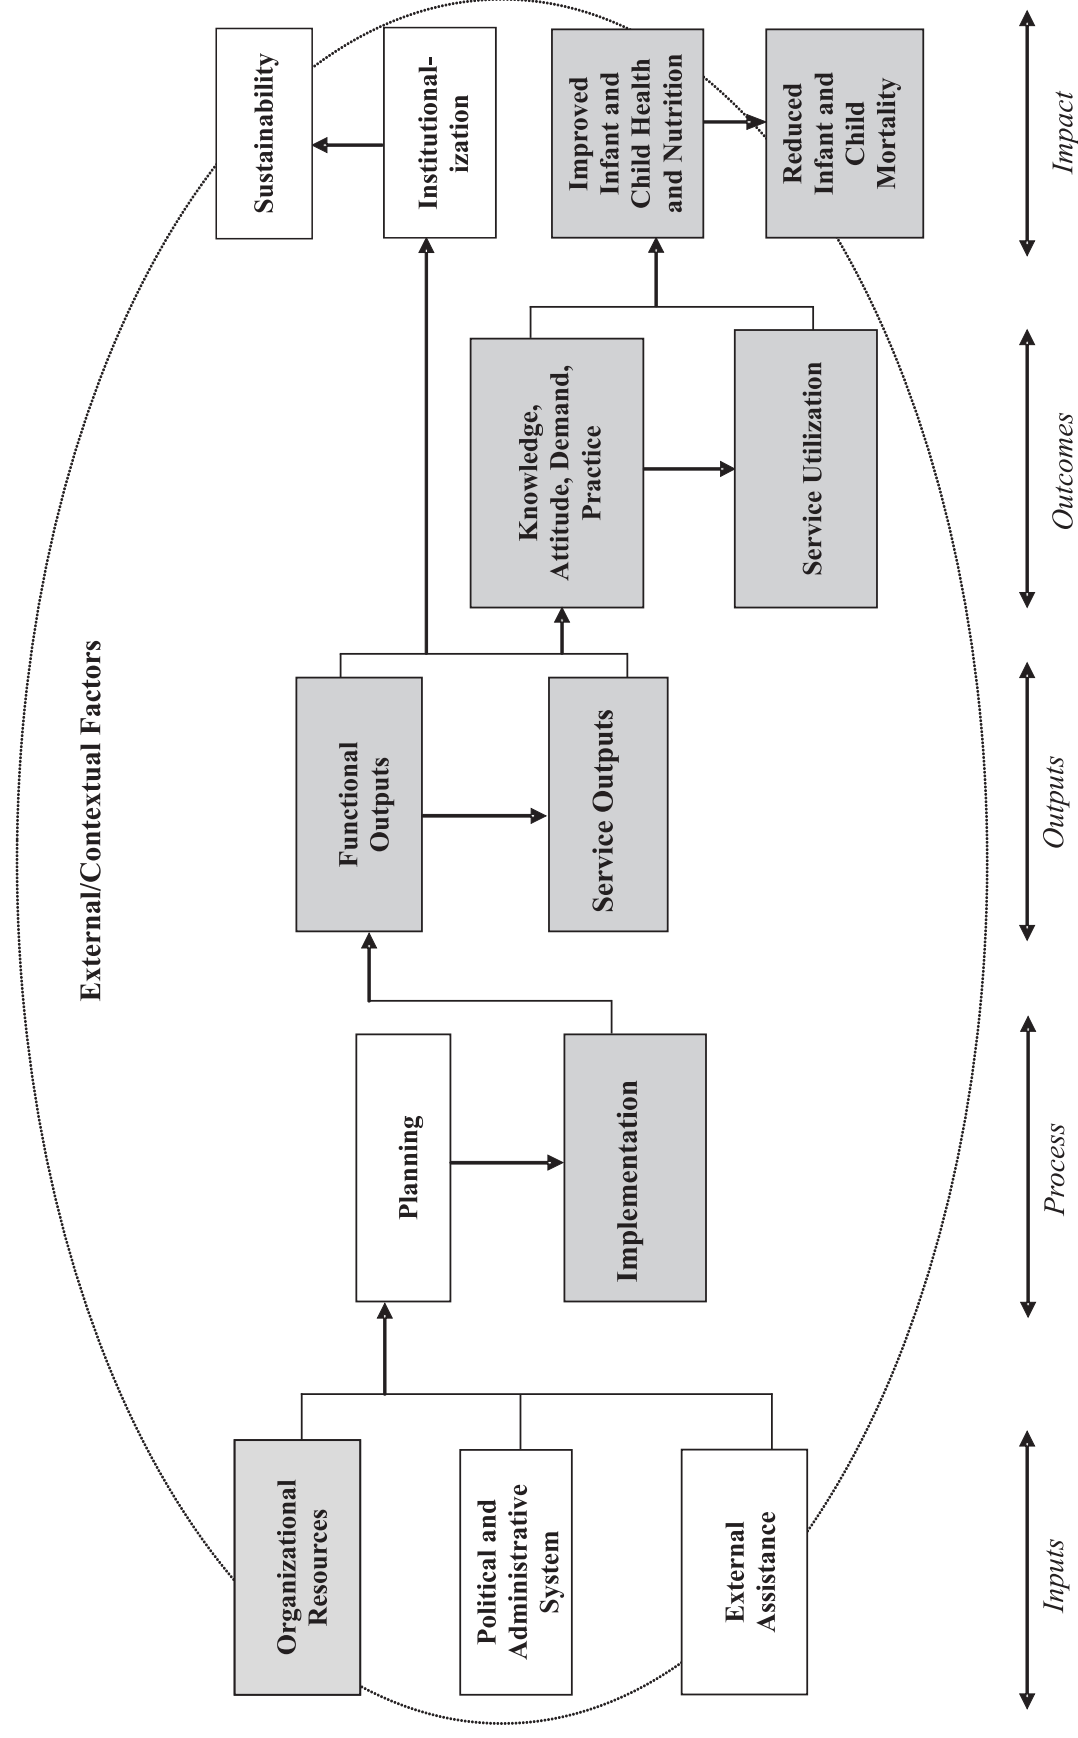 External/Contextual Factors
Organizational
Resources
Political and
Administrative
System
External
Assistance
Planning
Implementation
Functional
Outputs
Service Outputs
Knowledge,
Attitude, Demand,
Practice
Service Utilization
Sustainability
Institutional-
ization
Improved
Infant and
Child Health
and Nutrition
Reduced
Infant and
Child
Mortality
Inputs
Process
Outputs
Outcomes
Impact